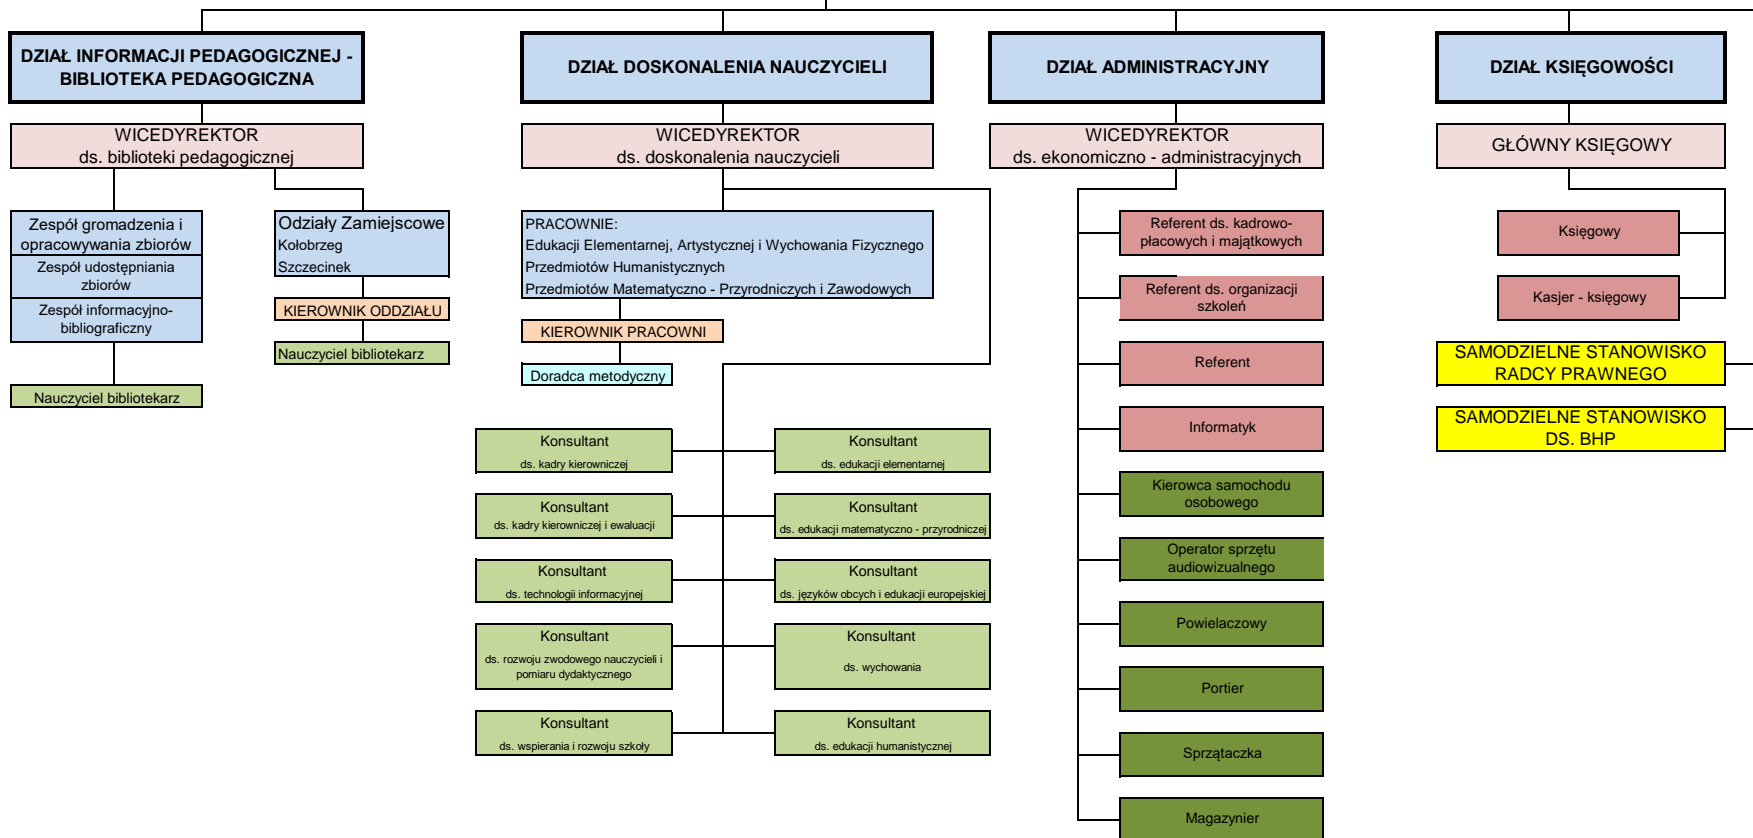 DZIAŁ INFORMACJI PEDAGOGICZNEJ -
BIBLIOTEKA PEDAGOGICZNA
WICEDYREKTOR
ds. biblioteki pedagogicznej
Zespół gromadzenia i
opracowywania zbiorów
Zespół udostępniania
zbiorów
Zespół informacyjno-
bibliograficzny
Nauczyciel bibliotekarz
Odziały Zamiejscowe
Kołobrzeg
Szczecinek
KIEROWNIK ODDZIAŁU
Nauczyciel bibliotekarz
DZIAŁ DOSKONALENIA NAUCZYCIELI
WICEDYREKTOR
ds. doskonalenia nauczycieli
PRACOWNIE:
Edukacji Elementarnej, Artystycznej i Wychowania Fizycznego
Przedmiotów Humanistycznych
Przedmiotów Matematyczno - Przyrodniczych i Zawodowych
KIEROWNIK PRACOWNI
Doradca metodyczny
Konsultant
ds. kadry kierowniczej
Konsultant
ds. edukacji elementarnej
Konsultant
ds. kadry kierowniczej i ewaluacji
Konsultant
ds. edukacji matematyczno - przyrodniczej
Konsultant
ds. technologii informacyjnej
Konsultant
ds. języków obcych i edukacji europejskiej
Konsultant
ds. rozwoju zwodowego nauczycieli i
pomiaru dydaktycznego
Konsultant
ds. wychowania
Konsultant
ds. wspierania i rozwoju szkoły
Konsultant
ds. edukacji humanistycznej
DZIAŁ ADMINISTRACYJNY
WICEDYREKTOR
ds. ekonomiczno - administracyjnych
Referent ds. kadrowo-
płacowych i majątkowych
Referent ds. organizacji
szkoleń
Referent
Informatyk
Kierowca samochodu
osobowego
Operator sprzętu
audiowizualnego
Powielaczowy
Portier
Sprzątaczka
Magazynier
DZIAŁ KSIĘGOWOŚCI
GŁÓWNY KSIĘGOWY
Księgowy
Kasjer - księgowy
SAMODZIELNE STANOWISKO
RADCY PRAWNEGO
SAMODZIELNE STANOWISKO
DS. BHP